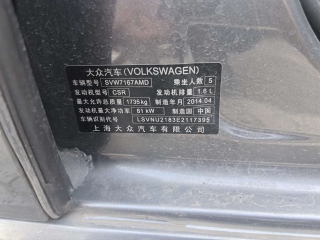 大众汽车(VOLKSWAGEN)
车辆型号 SVW7167AMD 乘坐人数 5
发动机型号 CSR 发动机排量 1.6 L
最大允许总质量 1735kg 制造年月 2014.04
发动机最大净功率 81 kW 制造国 中国
车辆识别代号 LSVNU2183E2117395
上海大众汽车有限公司